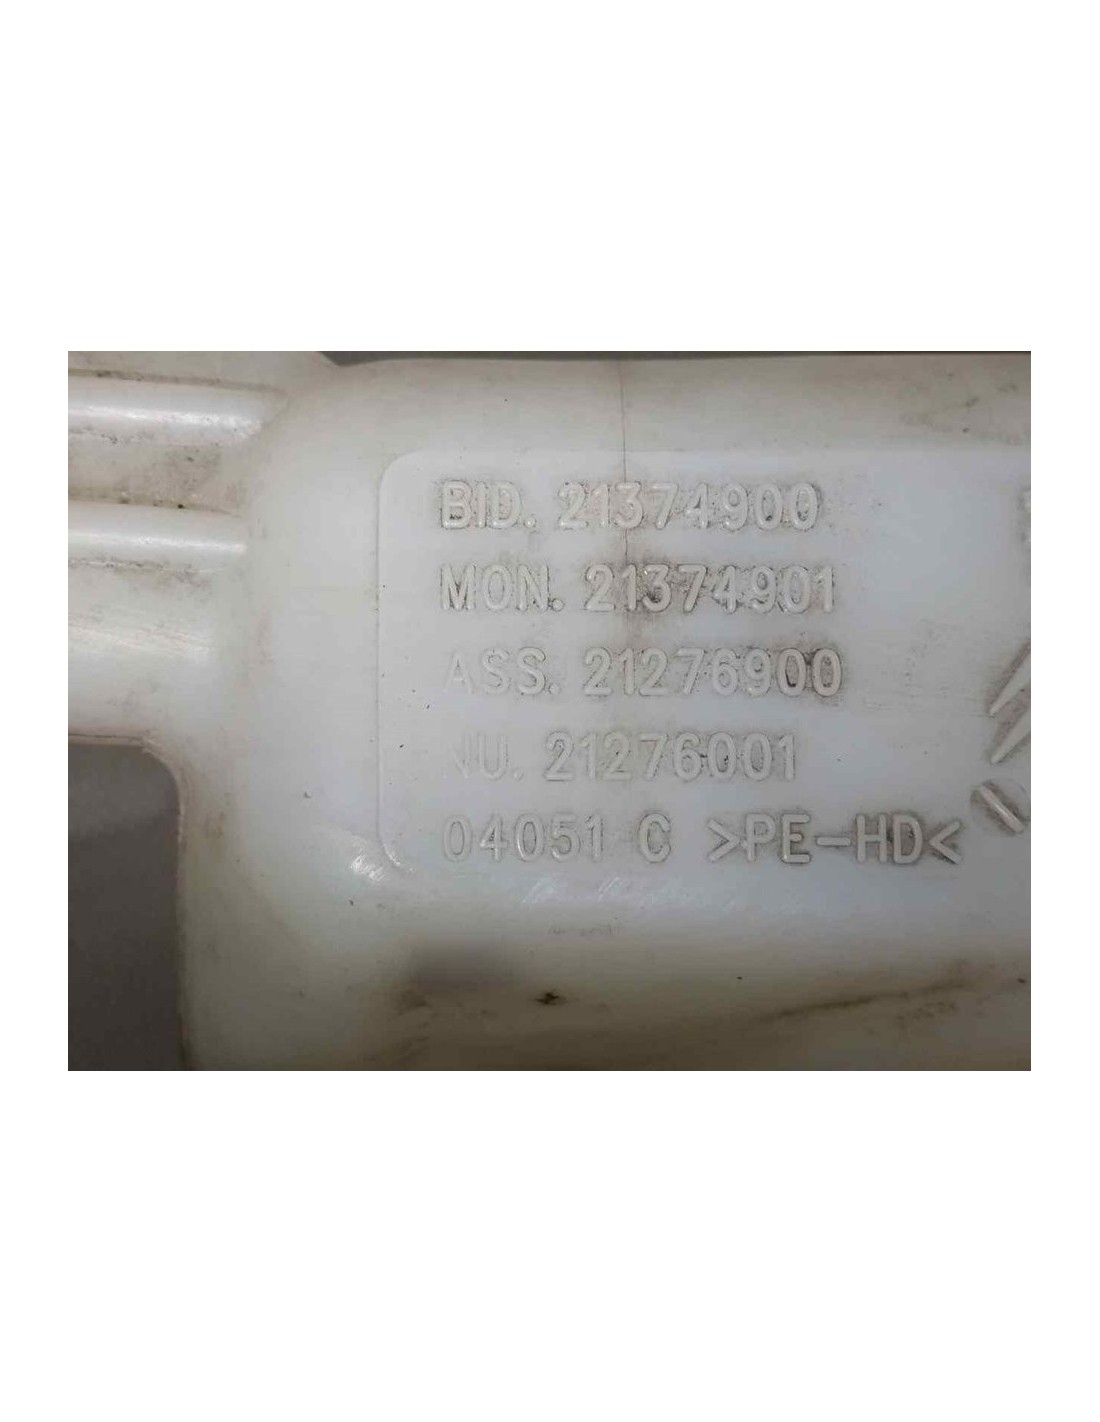 BID. 21374900
MON. 21374901
ASS. 21276900
NU. 21276001
04051 C >PE-HD<